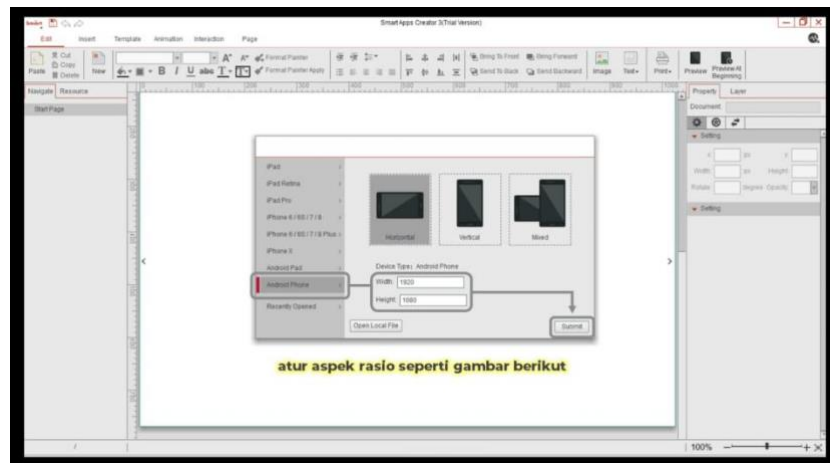 Smart Apps Creator 3(Trial Version)
Edit Insert Template Animation Interaction Page
Cut
Copy
Delete
Paste
New
B I U abc T T
A+ A-
Format Painter
Format Painter Apply
Bring To Front
Bring Forward
Send To Back
Send Backward
Image
Text
Print
Preview
Preview At Beginning
Navigate Resource
Start Page
Property Layer
Document
Setting
x px y
Width px Height
Rotate degree Opacity
Setting
iPad
iPad Retina
iPad Pro
iPhone 6 / 6S / 7 / 8
iPhone 6 / 6S / 7 / 8 Plus
iPhone X
Android Pad
Android Phone
Recently Opened
Horizontal
Vertical
Mixed
Device Type: Android Phone
Width: 1920
Height: 1080
Open Local File
Submit
atur aspek rasio seperti gambar berikut
100%